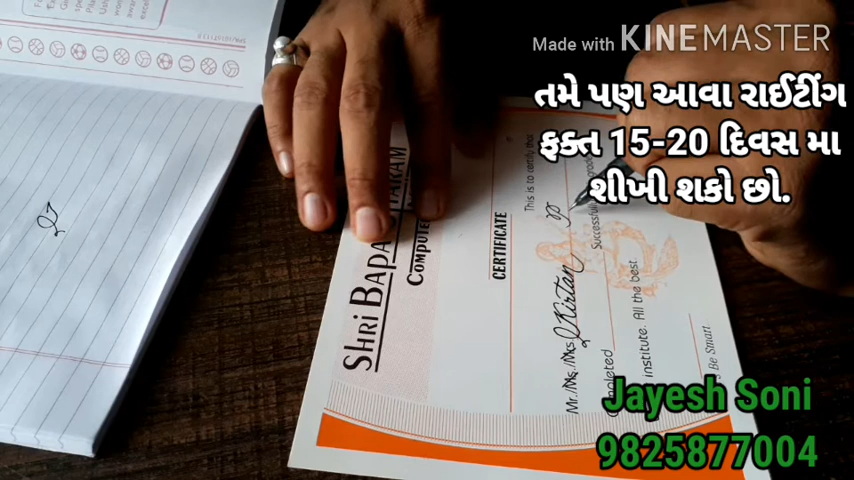 Made with KINEMASTER
તમે પણ આવા રાઈટીંગ
ફક્ત 15-20 દિવસ મા
શીખી શકો છો.
SHRI BAPA
COMPUTE
CERTIFICATE
This is to certify that
Mr./Ms./Mrs. Kirtan
Successfully
institute. All the best
Be Smart.
Jayesh Soni
9825877004